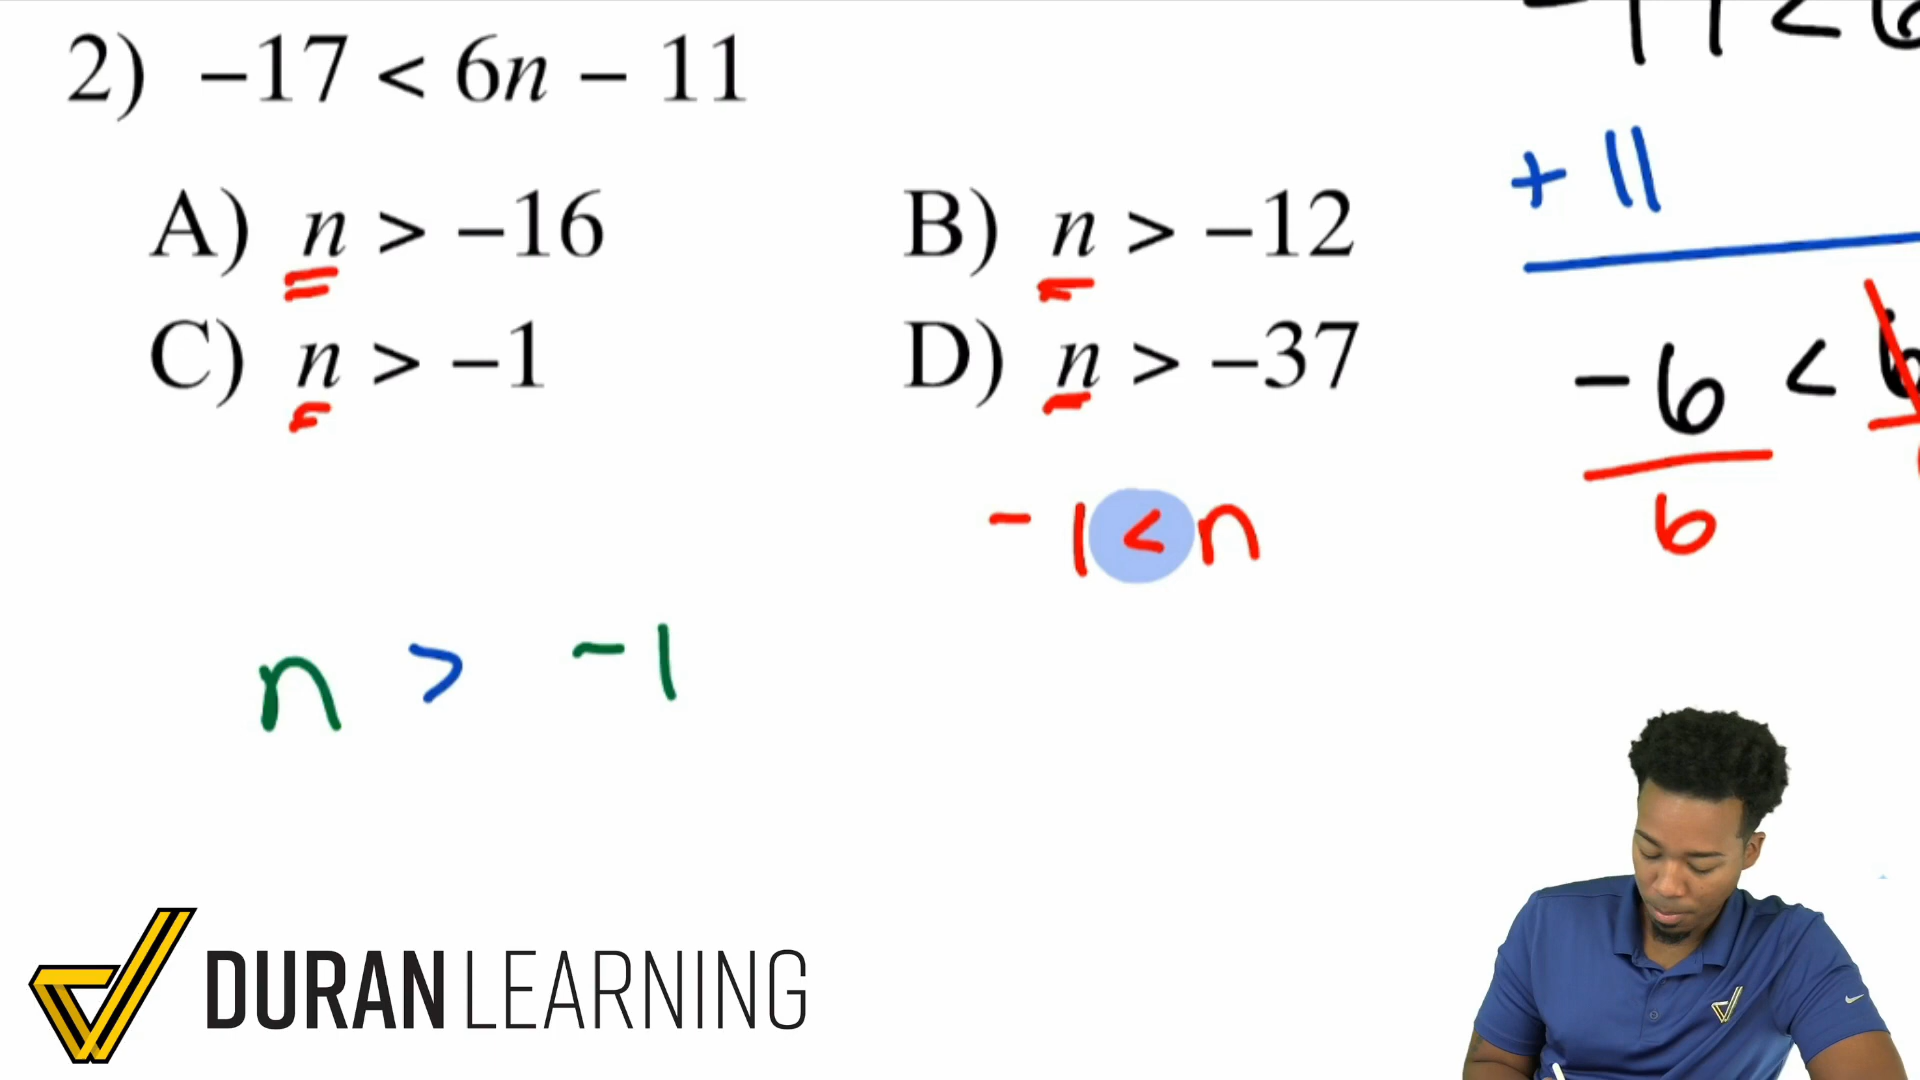 2) −17 < 6n − 11
A) n > −16
B) n > −12
C) n > −1
D) n > −37
+ 11
-6 <
6
-1 < n
n > -1
DURAN LEARNING